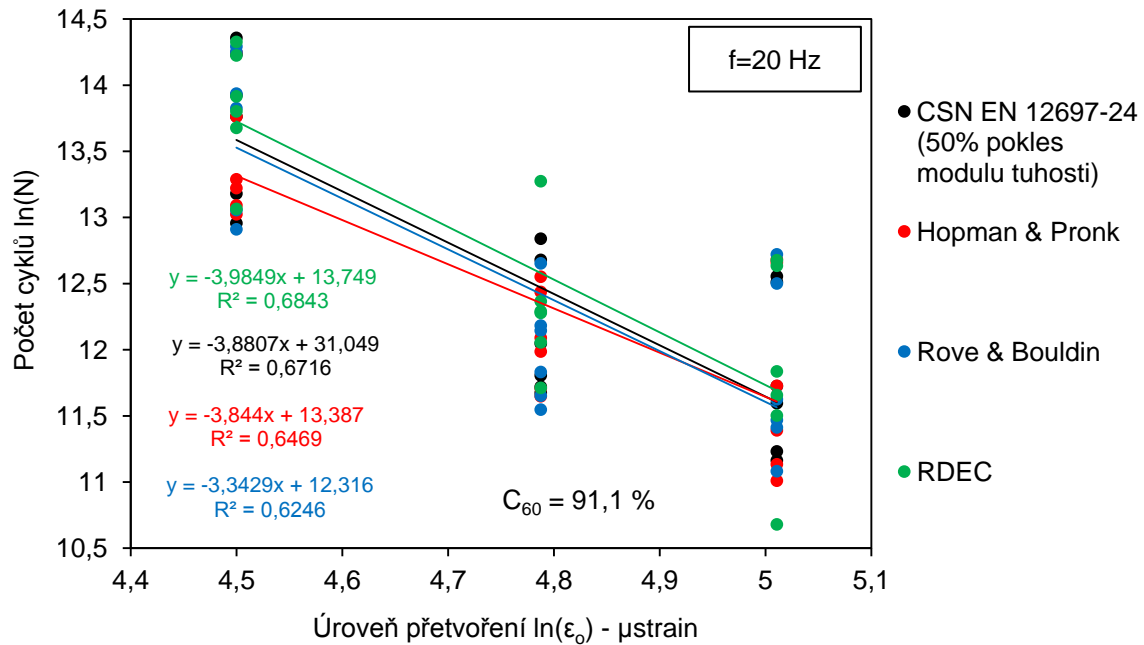 14,5
14
13,5
13
12,5
12
11,5
11
10,5
4,4
4,5
4,6
4,7
4,8
4,9
5
5,1
Počet cyklů ln(N)
Úroveň přetvoření ln(εₒ) - µstrain
f=20 Hz
y = -3,9849x + 13,749
R² = 0,6843
y = -3,8807x + 31,049
R² = 0,6716
y = -3,844x + 13,387
R² = 0,6469
y = -3,3429x + 12,316
R² = 0,6246
C₆₀ = 91,1 %
CSN EN 12697-24
(50% pokles
modulu tuhosti)
Hopman & Pronk
Rove & Bouldin
RDEC